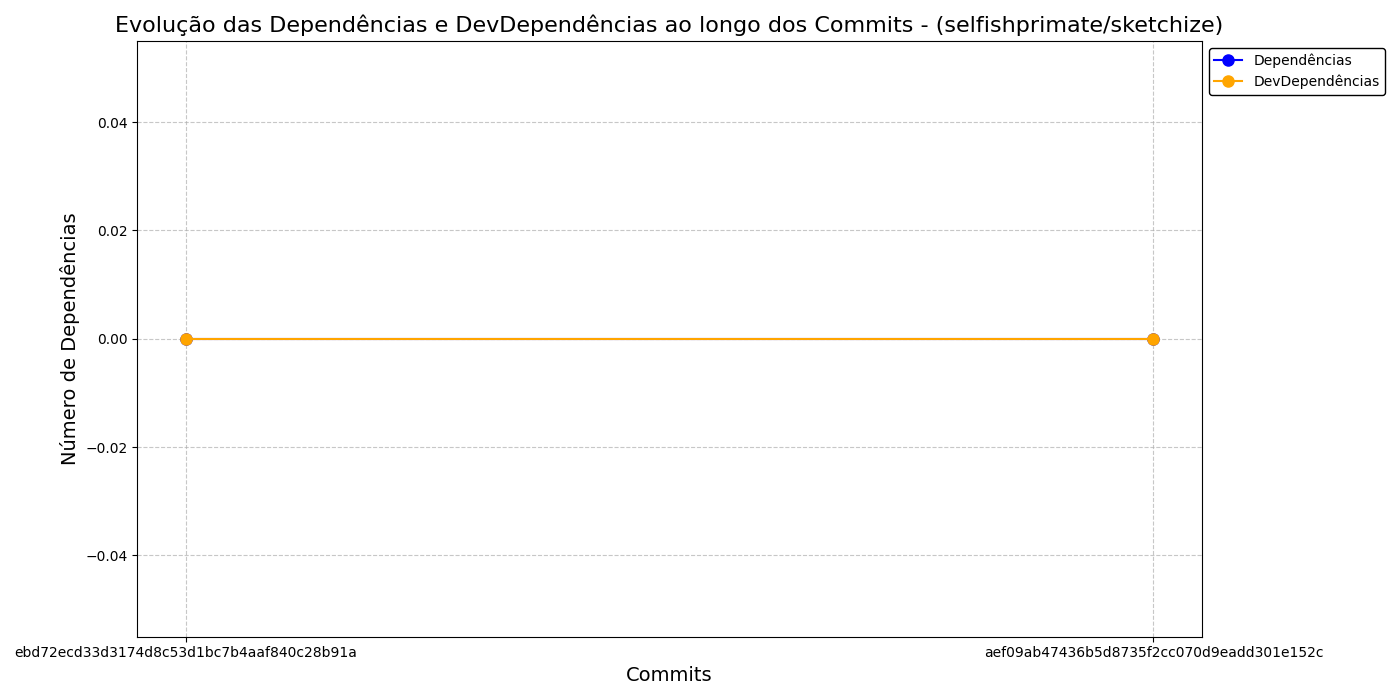 Evolução das Dependências e DevDependências ao longo dos Commits - (selfishprimate/sketchize)
Dependências
DevDependências
Número de Dependências
0.04
0.02
0.00
−0.02
−0.04
ebd72ecd33d3174d8c53d1bc7b4aaf840c28b91a
aef09ab47436b5d8735f2cc070d9eadd301e152c
Commits